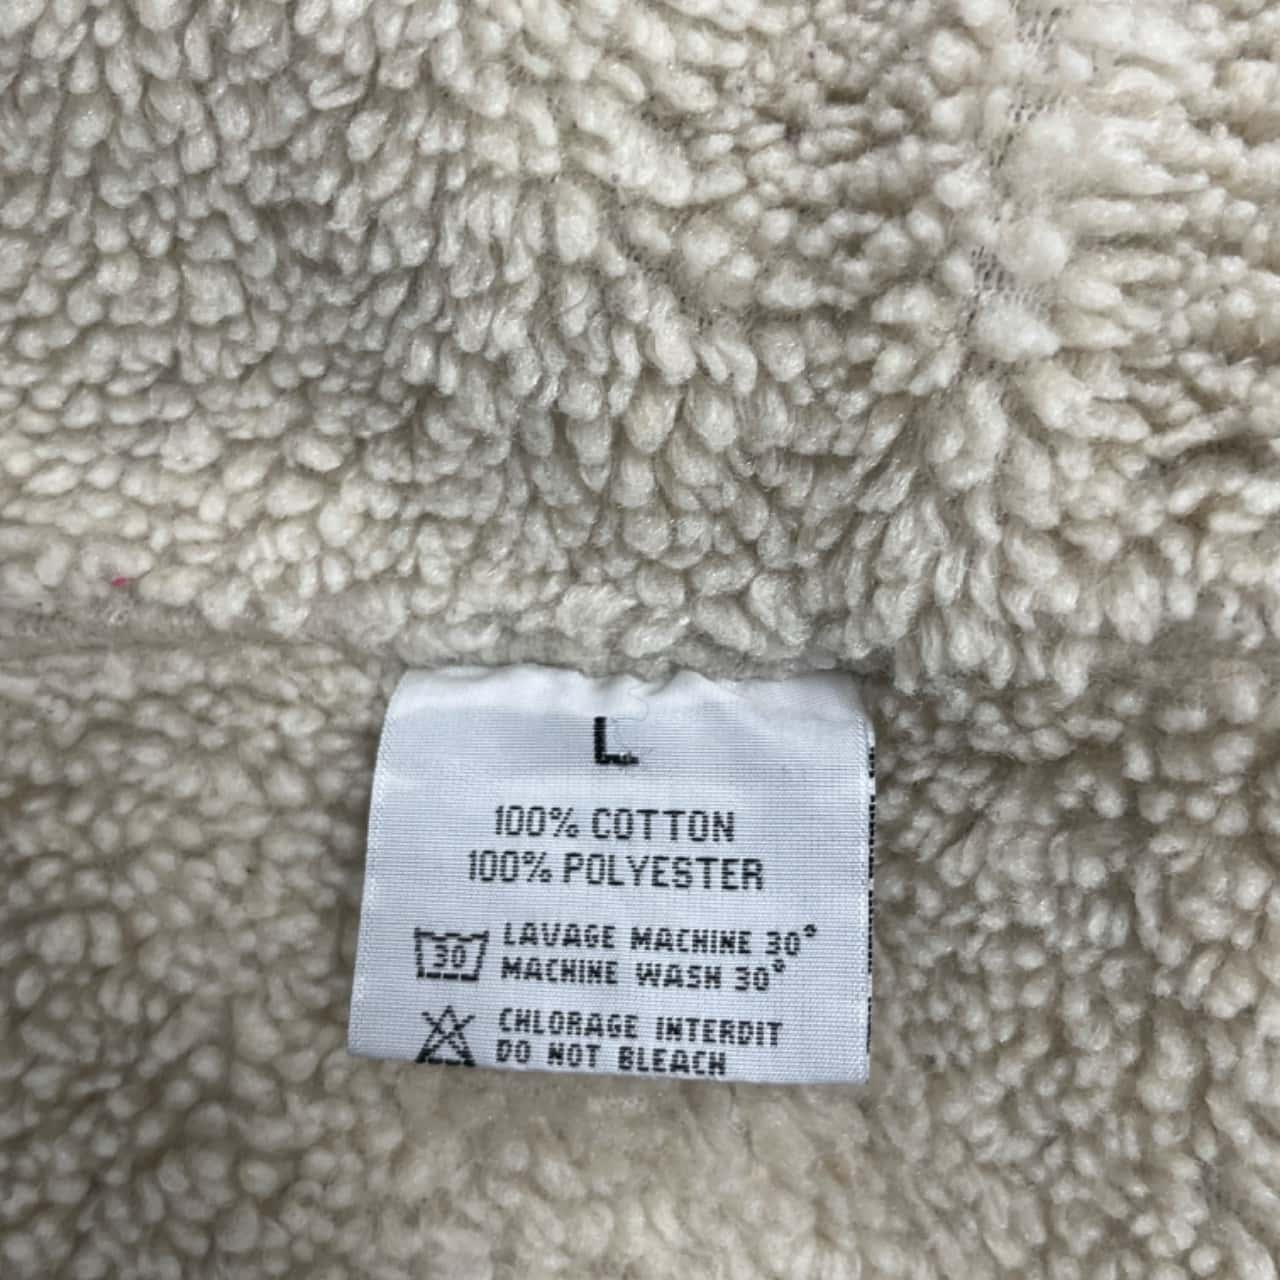 L
100% COTTON
100% POLYESTER
30 LAVAGE MACHINE 30°
MACHINE WASH 30°
CHLORAGE INTERDIT
DO NOT BLEACH